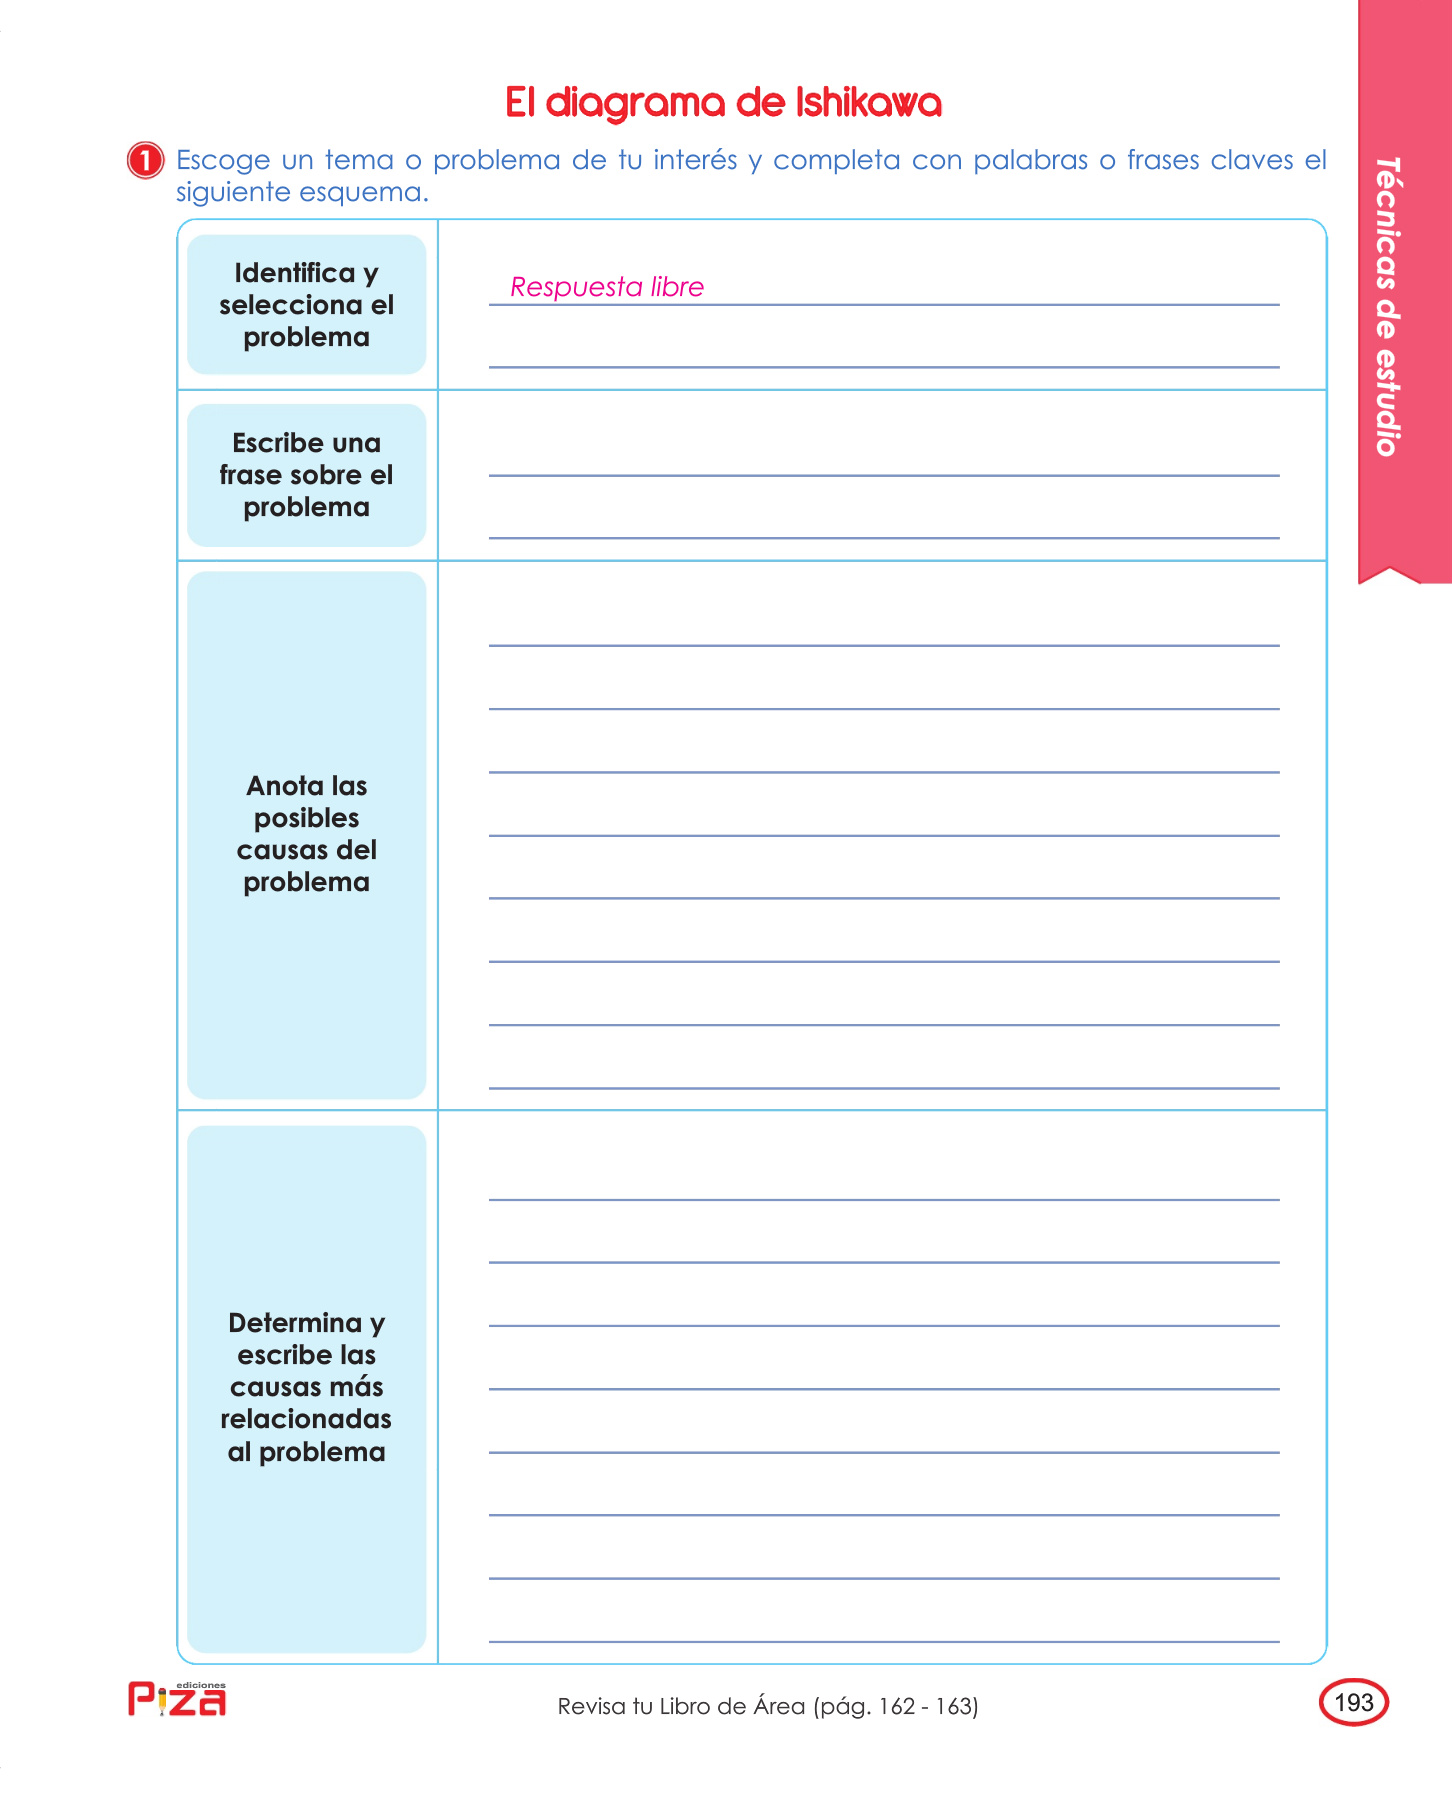 El diagrama de Ishikawa
1 Escoge un tema o problema de tu interés y completa con palabras o frases claves el
siguiente esquema.
Identifica y
selecciona el
problema
Respuesta libre
Escribe una
frase sobre el
problema
Anota las
posibles
causas del
problema
Determina y
escribe las
causas más
relacionadas
al problema
Técnicas de estudio
ediciones
Piza
Revisa tu Libro de Área (pág. 162 - 163)
193